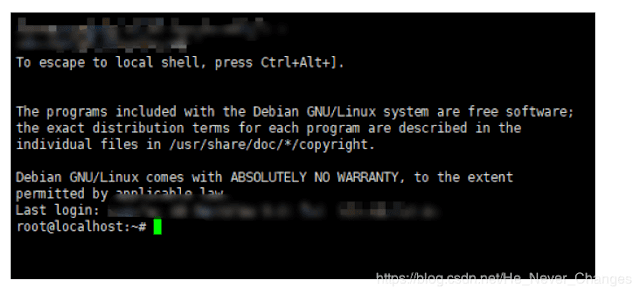 To escape to local shell, press Ctrl+Alt+].
The programs included with the Debian GNU/Linux system are free software;
the exact distribution terms for each program are described in the
individual files in /usr/share/doc/*/copyright.
Debian GNU/Linux comes with ABSOLUTELY NO WARRANTY, to the extent
permitted by applicable law.
Last login:
root@localhost:~#
https://blog.csdn.net/He_Never_Changes